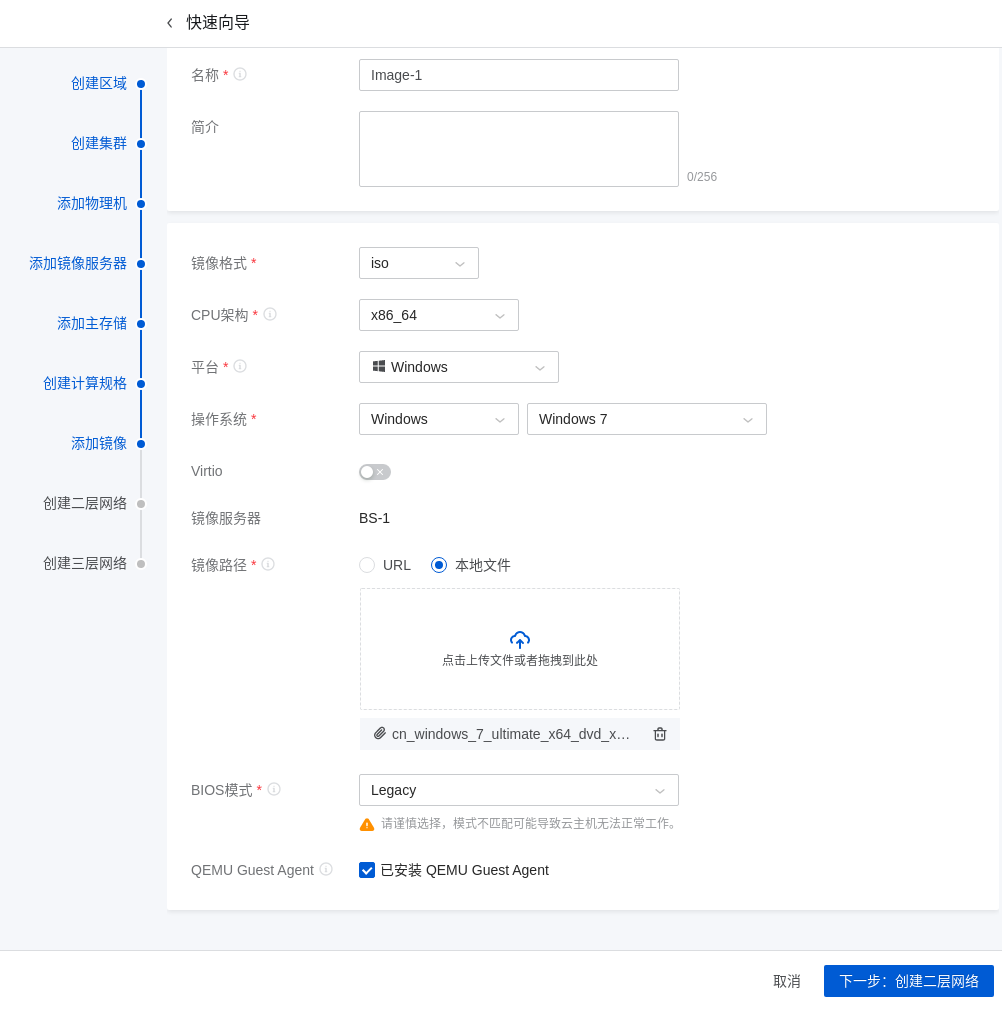 快速向导
创建区域
创建集群
添加物理机
添加镜像服务器
添加主存储
创建计算规格
添加镜像
创建二层网络
创建三层网络
名称 *
Image-1
简介
0/256
镜像格式 *
iso
CPU架构 *
x86_64
平台 *
Windows
操作系统 *
Windows
Windows 7
Virtio
镜像服务器
BS-1
镜像路径 *
URL
本地文件
点击上传文件或者拖拽到此处
cn_windows_7_ultimate_x64_dvd_x…
BIOS模式 *
Legacy
请谨慎选择，模式不匹配可能导致云主机无法正常工作。
QEMU Guest Agent
已安装 QEMU Guest Agent
取消
下一步：创建二层网络